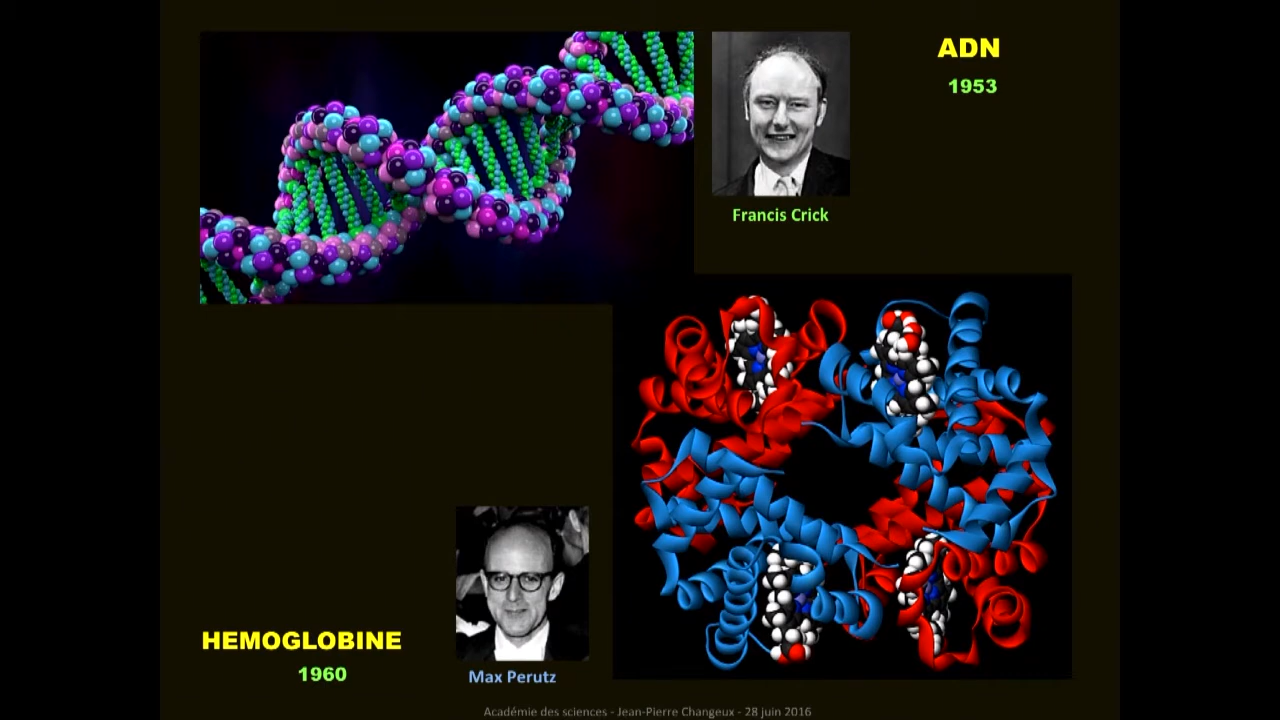 ADN
1953
Francis Crick
HEMOGLOBINE
1960
Max Perutz
Académie des sciences - Jean-Pierre Changeux - 28 juin 2016